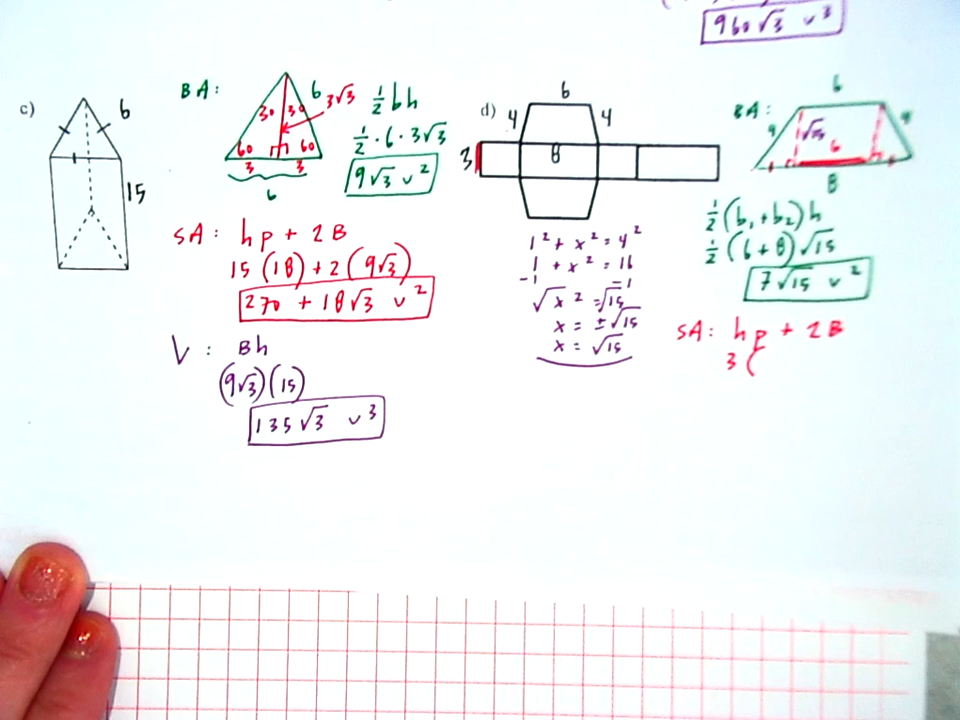 960√3 u³
c)
6
15
BA:
30 30
6
3√3
60 60
3 3
6
½bh
½·6·3√3
9√3 u²
SA: hp + 2B
15(18) + 2(9√3)
270 + 18√3 u²
V: Bh
(9√3)(15)
135√3 u³
d)
6
4 4
3
8
1² + x² = 4²
1 + x² = 16
-1 -1
√x² = √15
x = ±√15
x = √15
BA:
6
4 √15 4
6
1 1
8
½(b₁+b₂)h
½(6+8)√15
7√15 u²
SA: hp + 2B
3(